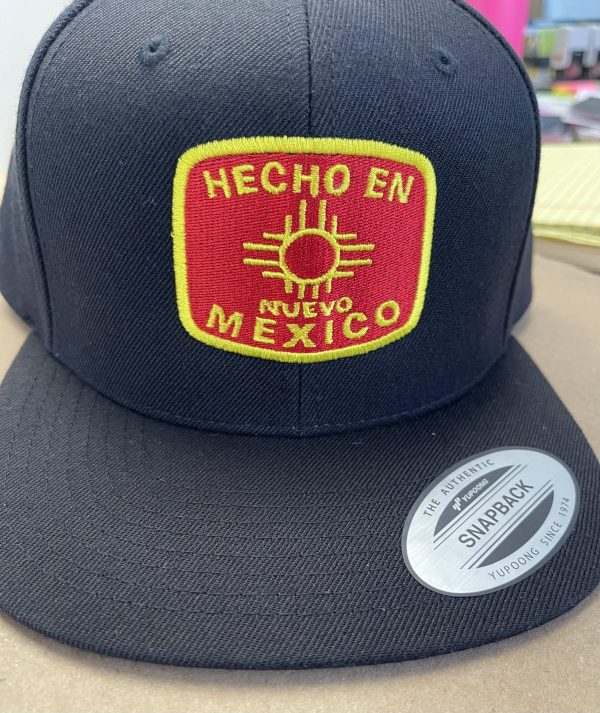 HECHO EN
NUEVO
MEXICO
THE AUTHENTIC
YUPOONG
SNAPBACK
YUPOONG SINCE 1974